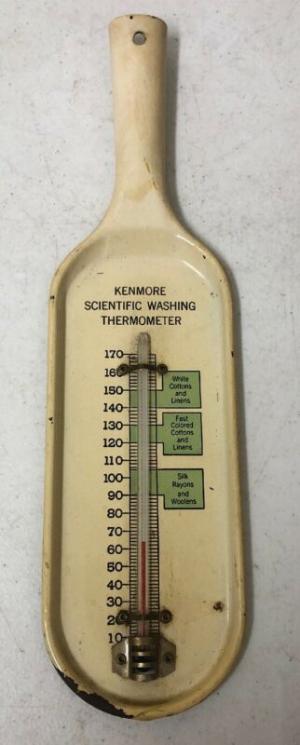 KENMORE
SCIENTIFIC WASHING
THERMOMETER
170
160
150
140
130
120
110
100
90
80
70
60
50
40
30
20
10
White
Cottons
and
Linens
Fast
Colored
Cottons
and
Linens
Silk
Rayons
and
Woolens